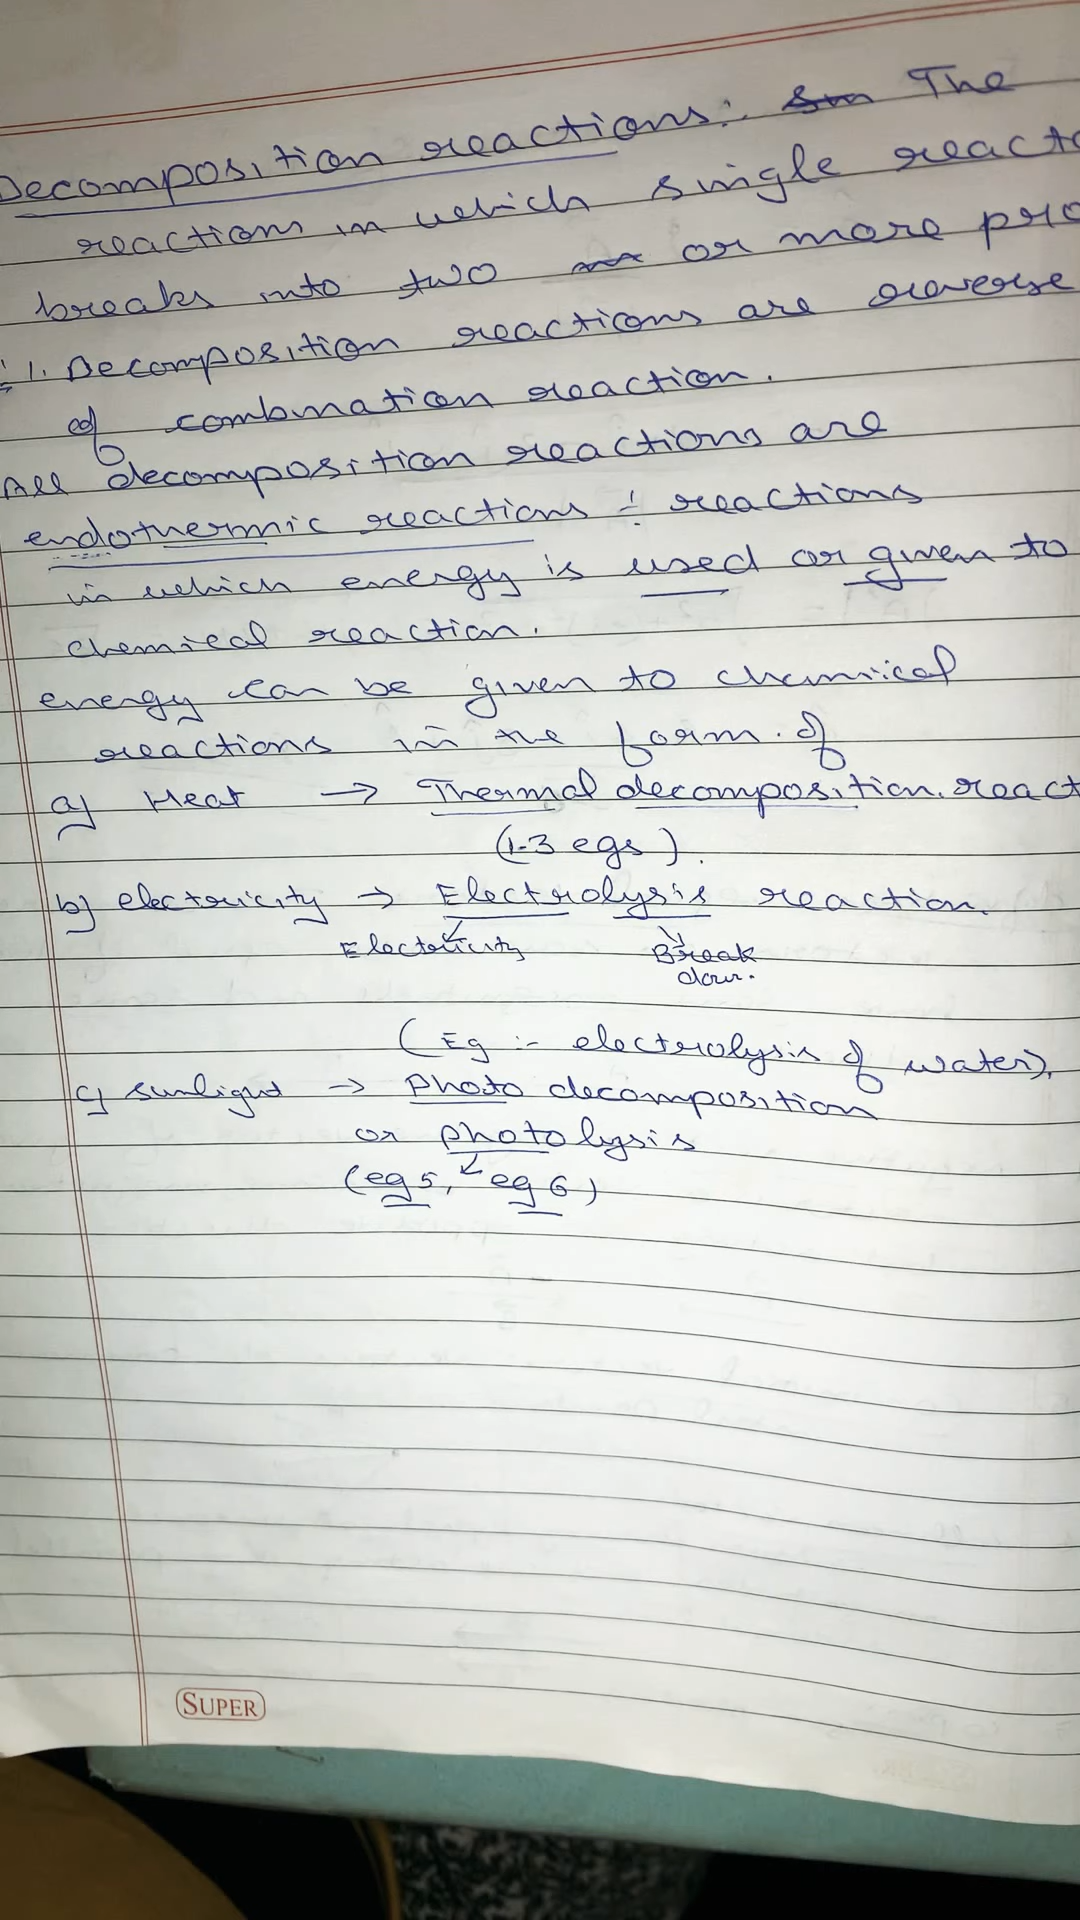 Decomposition reactions:- The
reactions in which single reacta
breaks into two or more pro
1. Decomposition reactions are reverse
of combination reaction.
All decomposition reactions are
endothermic reactions :- reactions
in which energy is used or given to
chemical reaction.
energy can be given to chemical
reactions in the form of
a) Heat → Thermal decomposition react
(1-3 egs).
b) electricity → Electrolysis reaction.
Electricity Break
down.
(Eg :- electrolysis of water).
c) sunlight → Photo decomposition
or photolysis
(eg 5, eg 6)
SUPER